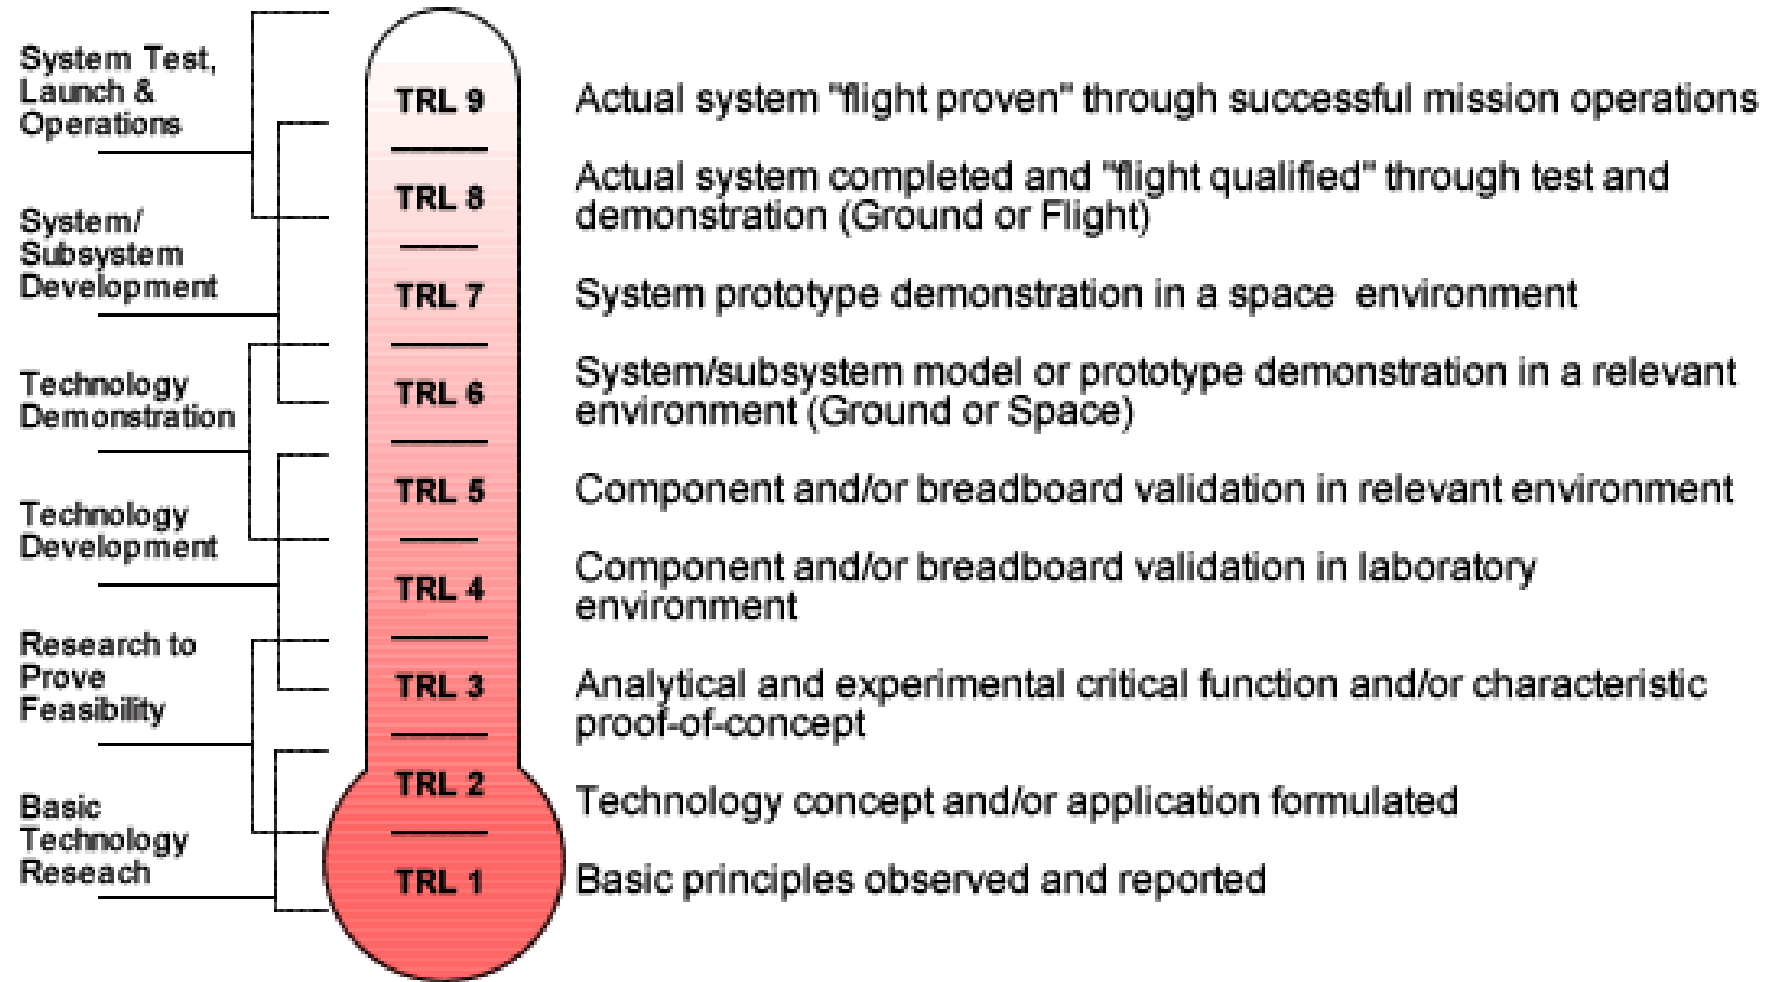 System Test,
Launch &
Operations
System/
Subsystem
Development
Technology
Demonstration
Technology
Development
Research to
Prove
Feasibility
Basic
Technology
Reseach
TRL 9
TRL 8
TRL 7
TRL 6
TRL 5
TRL 4
TRL 3
TRL 2
TRL 1
Actual system "flight proven" through successful mission operations
Actual system completed and "flight qualified" through test and
demonstration (Ground or Flight)
System prototype demonstration in a space environment
System/subsystem model or prototype demonstration in a relevant
environment (Ground or Space)
Component and/or breadboard validation in relevant environment
Component and/or breadboard validation in laboratory
environment
Analytical and experimental critical function and/or characteristic
proof-of-concept
Technology concept and/or application formulated
Basic principles observed and reported